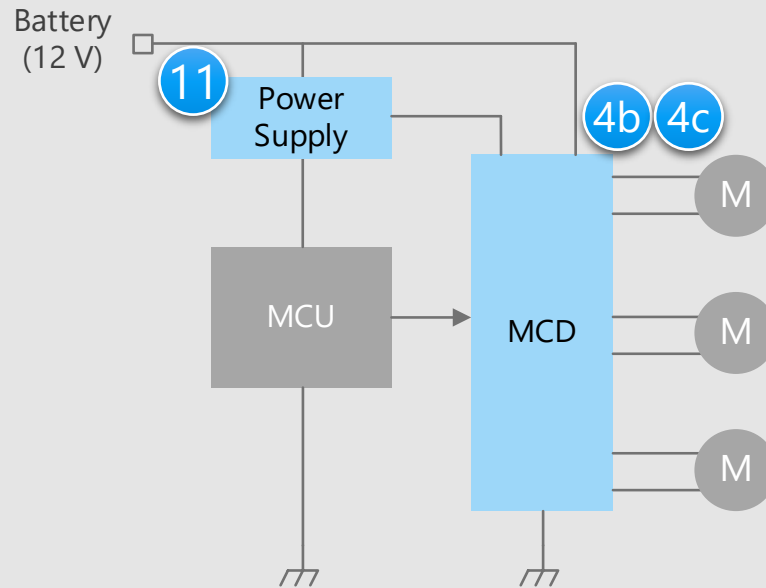 Battery
(12 V)
11
Power
Supply
4b
4c
M
MCU
MCD
M
M